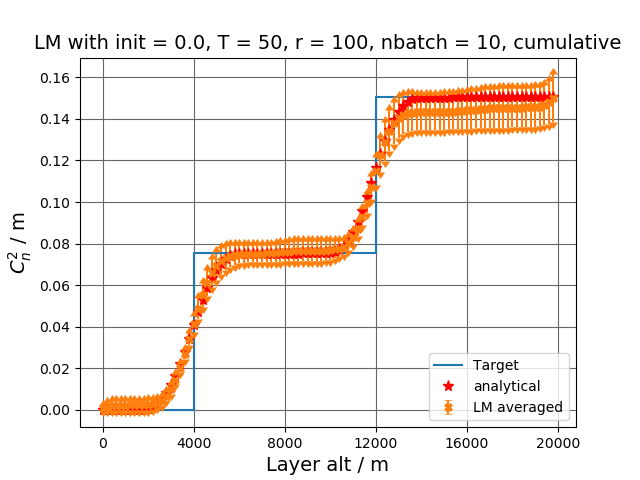 LM with init = 0.0, T = 50, r = 100, nbatch = 10, cumulative
0.16
0.14
0.12
0.10
0.08
0.06
0.04
0.02
0.00
$C_n^2$ / m
0
4000
8000
12000
16000
20000
Layer alt / m
Target
analytical
LM averaged